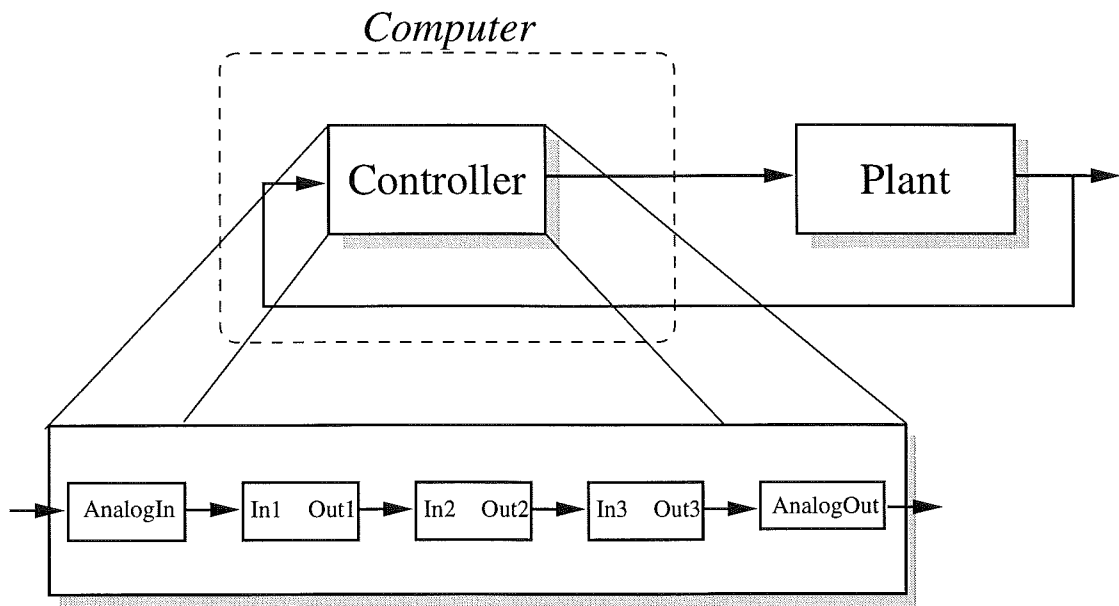 Computer
Controller
Plant
AnalogIn
In1 Out1
In2 Out2
In3 Out3
AnalogOut